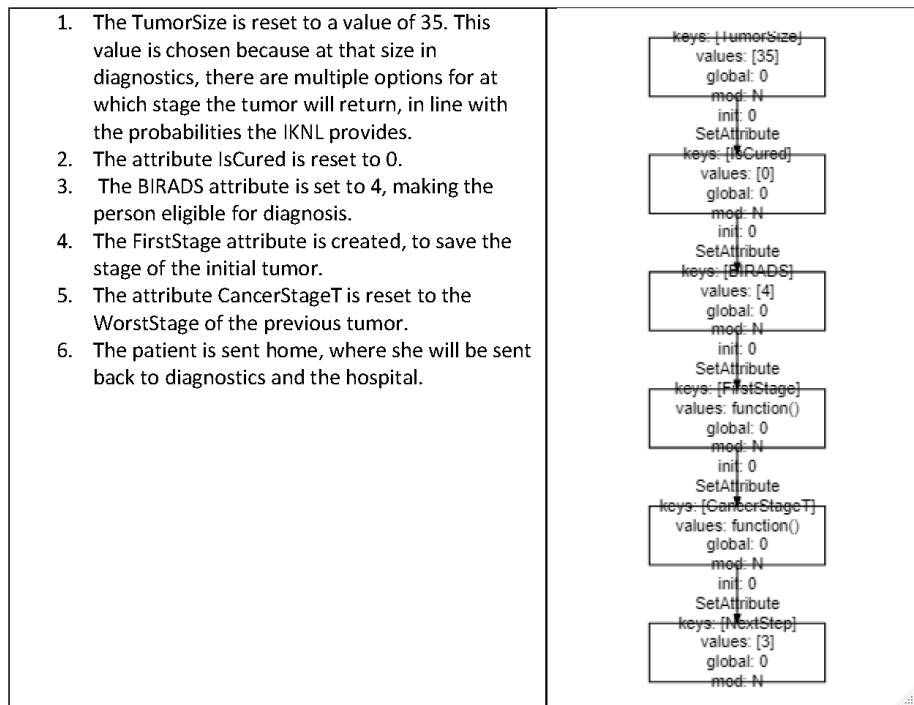 1. The TumorSize is reset to a value of 35. This
value is chosen because at that size in
diagnostics, there are multiple options for at
which stage the tumor will return, in line with
the probabilities the IKNL provides.
2. The attribute IsCured is reset to 0.
3. The BIRADS attribute is set to 4, making the
person eligible for diagnosis.
4. The FirstStage attribute is created, to save the
stage of the initial tumor.
5. The attribute CancerStageT is reset to the
WorstStage of the previous tumor.
6. The patient is sent home, where she will be sent
back to diagnostics and the hospital.
keys: [TumorSize]
values: [35]
global: 0
mod: N
init: 0
SetAttribute
keys: [IsCured]
values: [0]
global: 0
mod: N
init: 0
SetAttribute
keys: [BIRADS]
values: [4]
global: 0
mod: N
init: 0
SetAttribute
keys: [FirstStage]
values: function()
global: 0
mod: N
init: 0
SetAttribute
keys: [CancerStageT]
values: function()
global: 0
mod: N
init: 0
SetAttribute
keys: [NextStep]
values: [3]
global: 0
mod: N